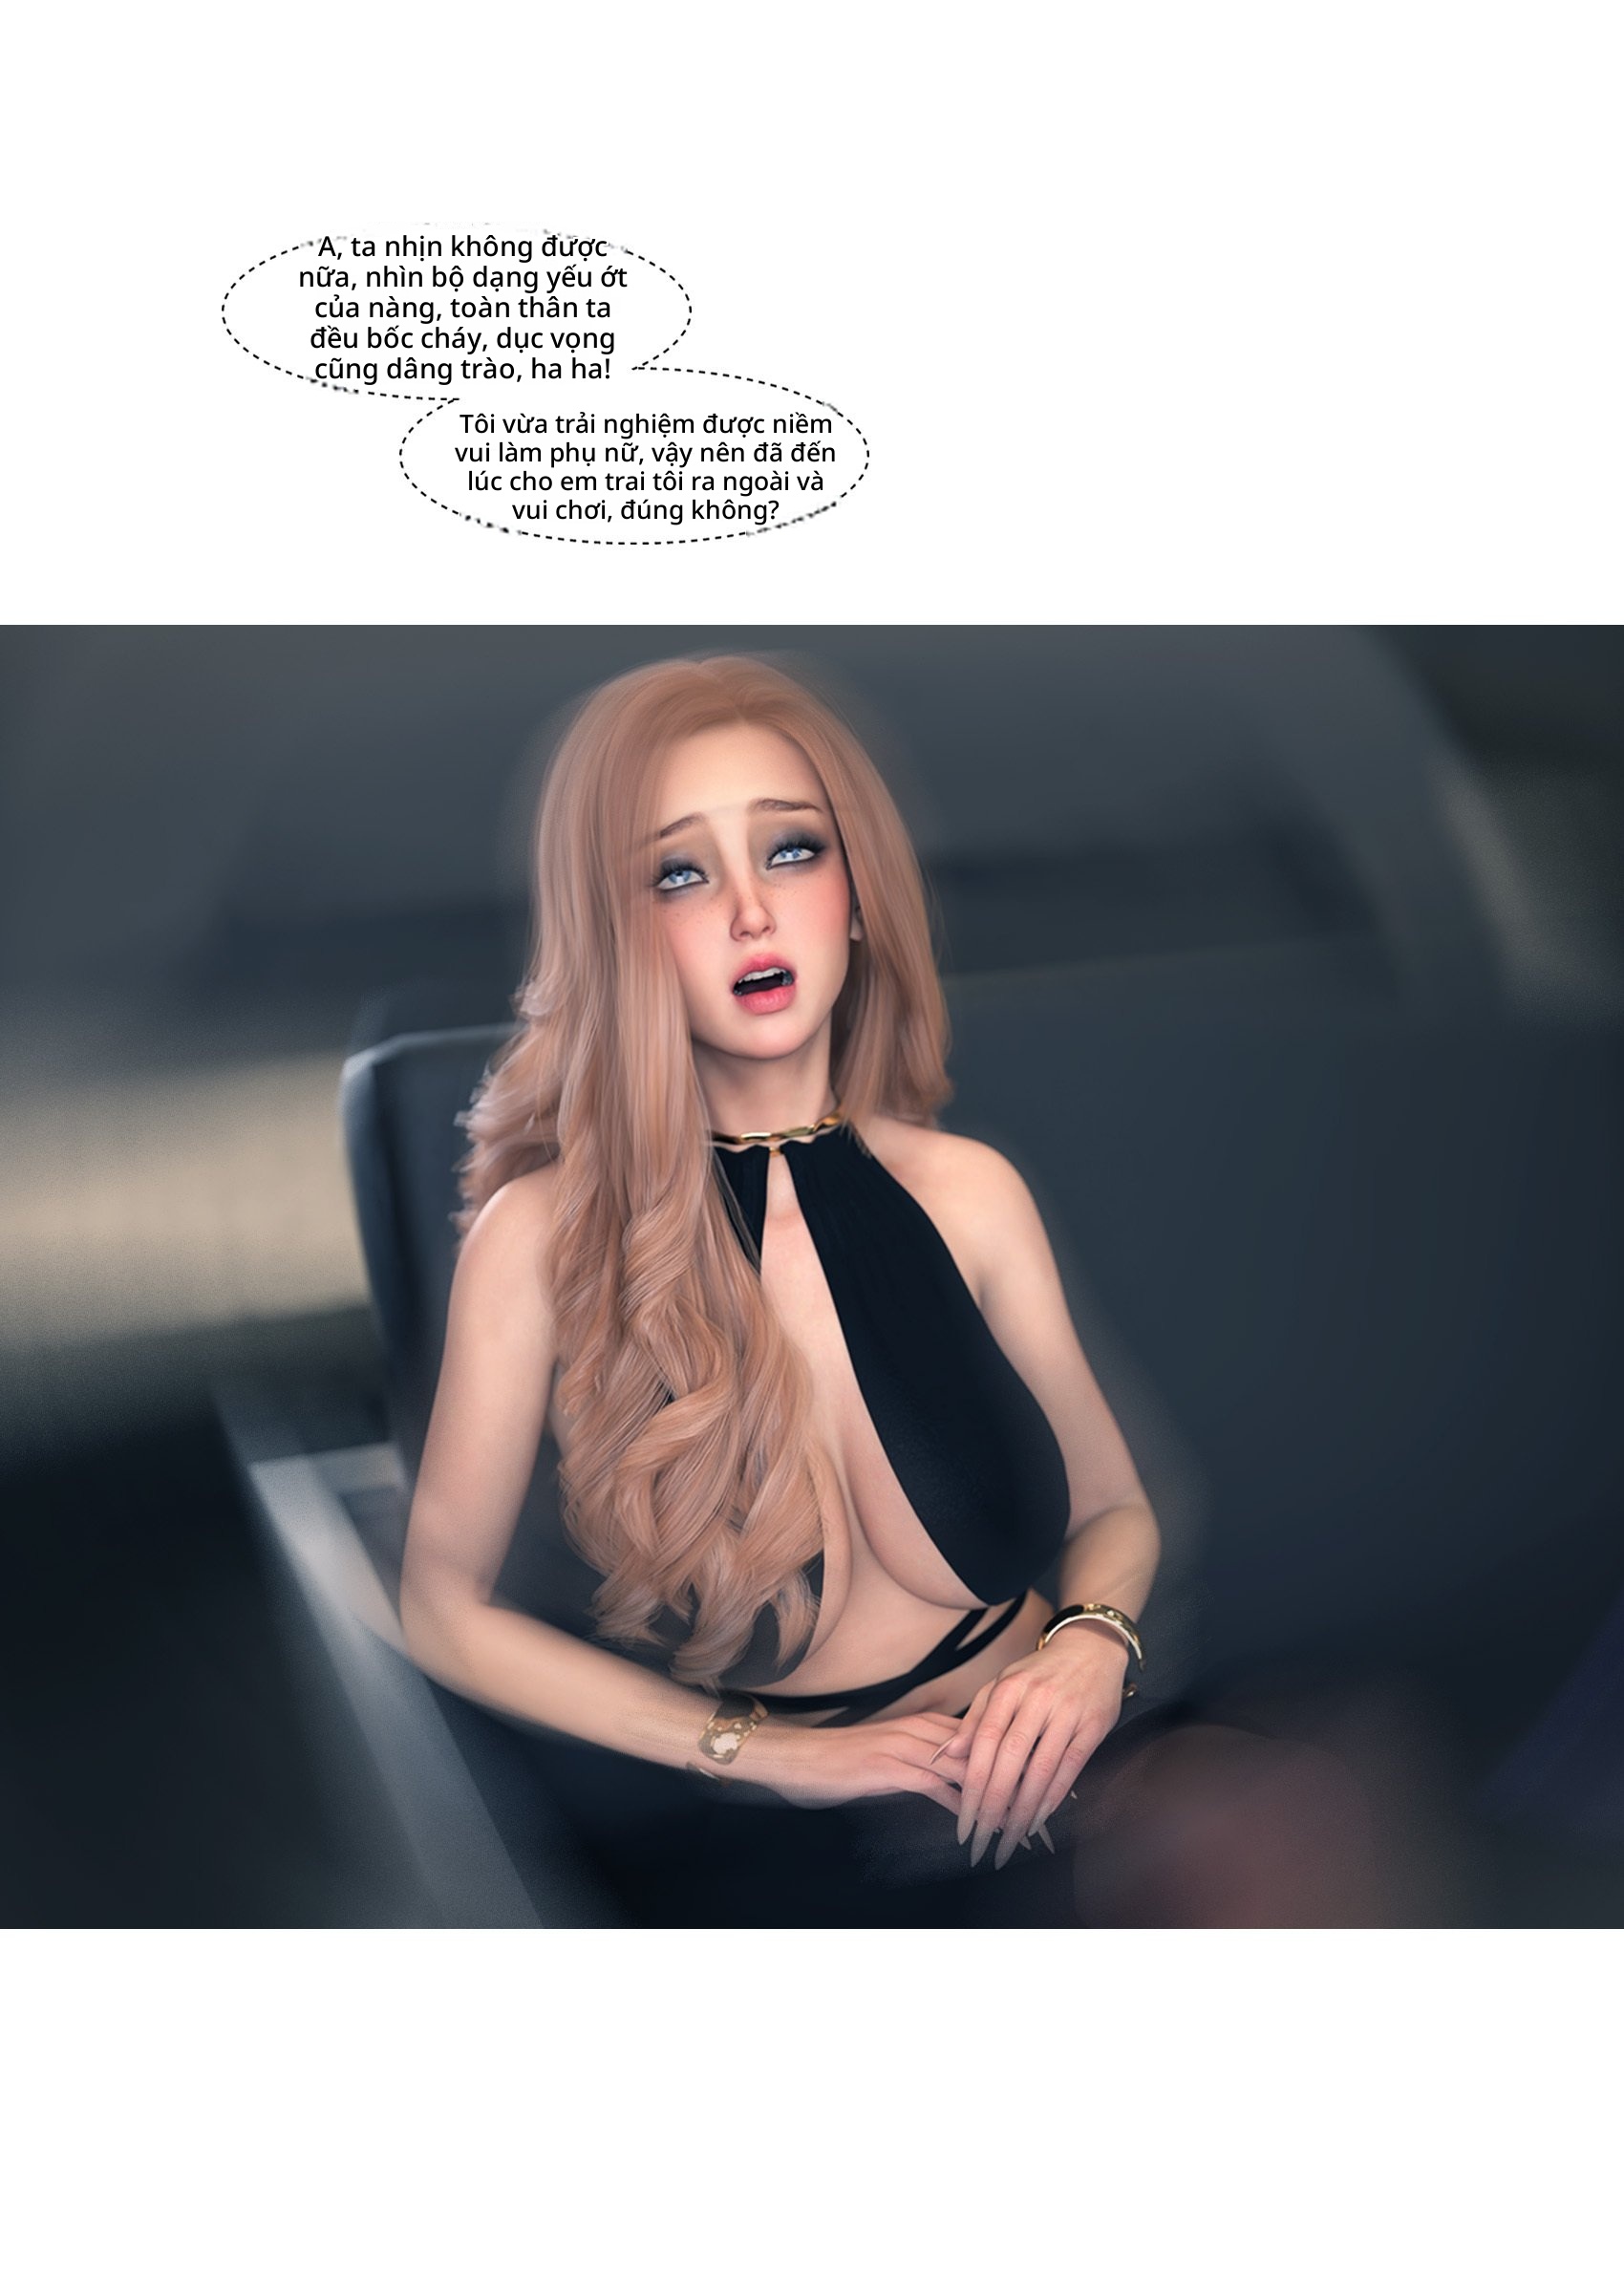 A, ta nhịn không được
nữa, nhìn bộ dạng yếu ớt
của nàng, toàn thân ta
đều bốc cháy, dục vọng
cũng dâng trào, ha ha!
Tôi vừa trải nghiệm được niềm
vui làm phụ nữ, vậy nên đã đến
lúc cho em trai tôi ra ngoài và
vui chơi, đúng không?